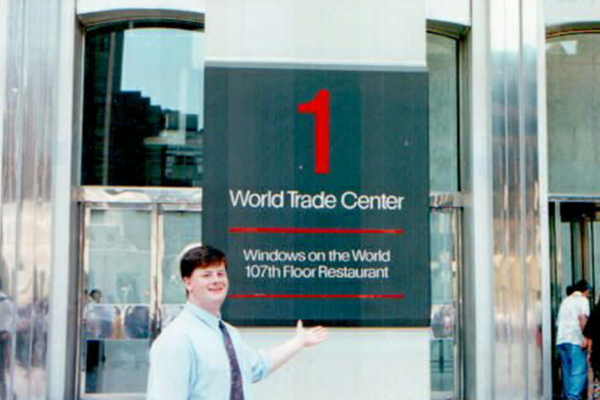 1
World Trade Center
Windows on the World
107th Floor Restaurant